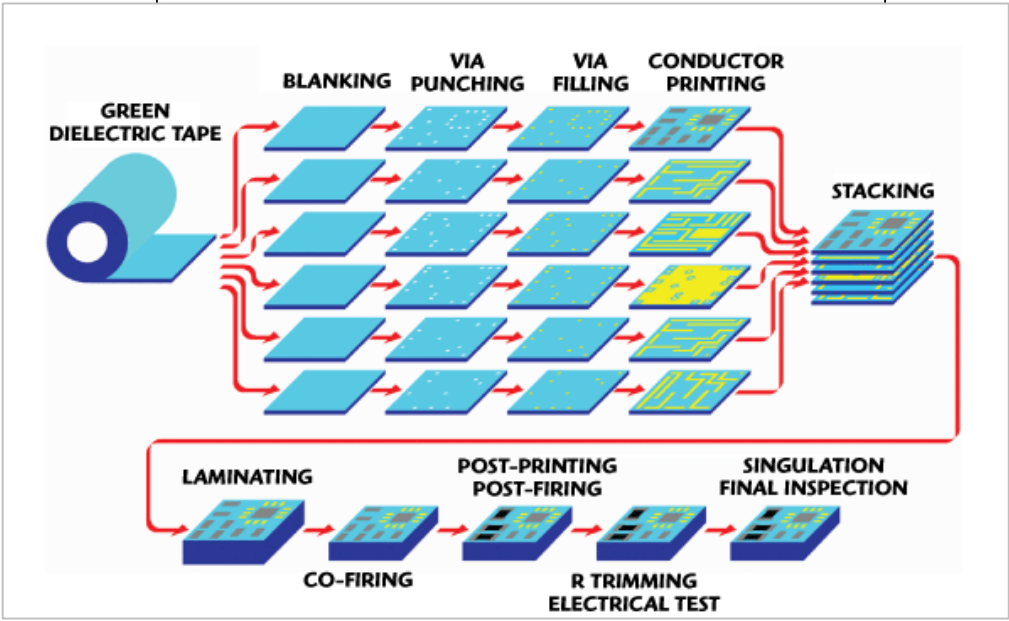 GREEN
DIELECTRIC TAPE
BLANKING
VIA
PUNCHING
VIA
FILLING
CONDUCTOR
PRINTING
STACKING
LAMINATING
CO-FIRING
POST-PRINTING
POST-FIRING
R TRIMMING
ELECTRICAL TEST
SINGULATION
FINAL INSPECTION